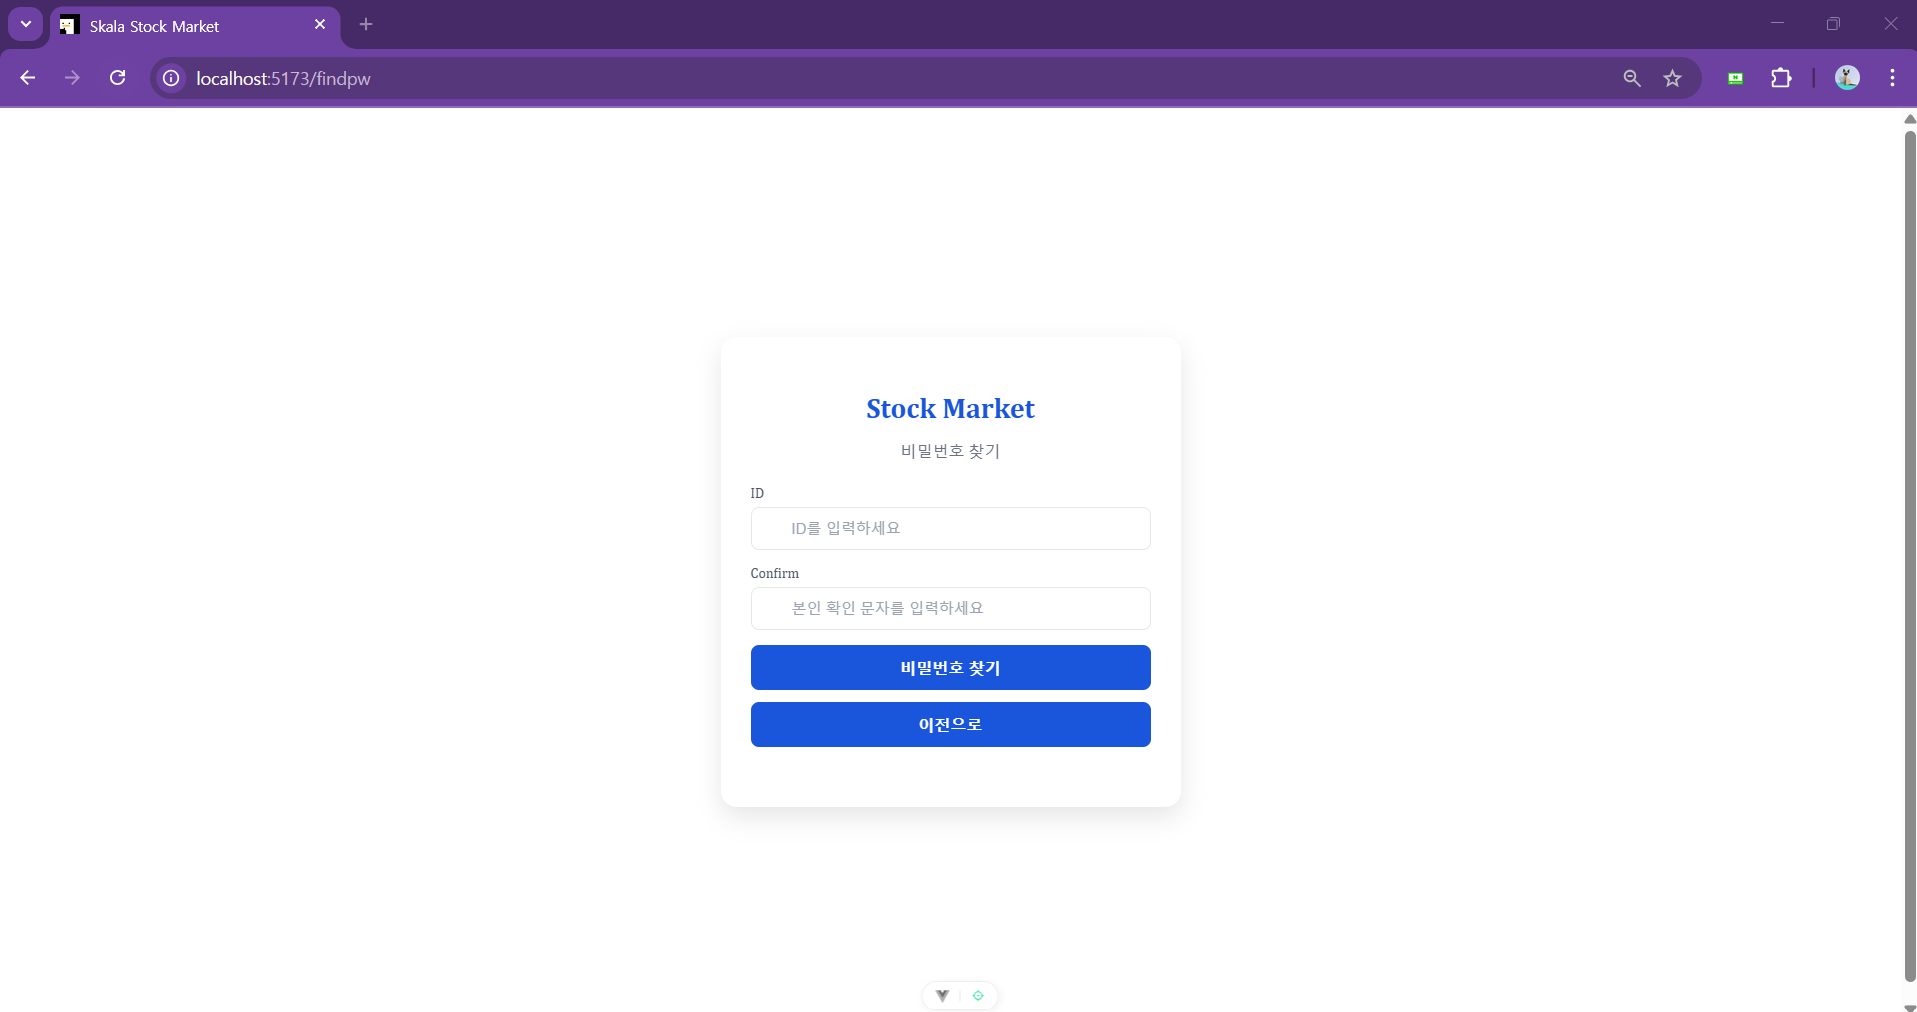 Skala Stock Market
localhost:5173/findpw
Stock Market
비밀번호 찾기
ID
ID를 입력하세요
Confirm
본인 확인 문자를 입력하세요
비밀번호 찾기
이전으로